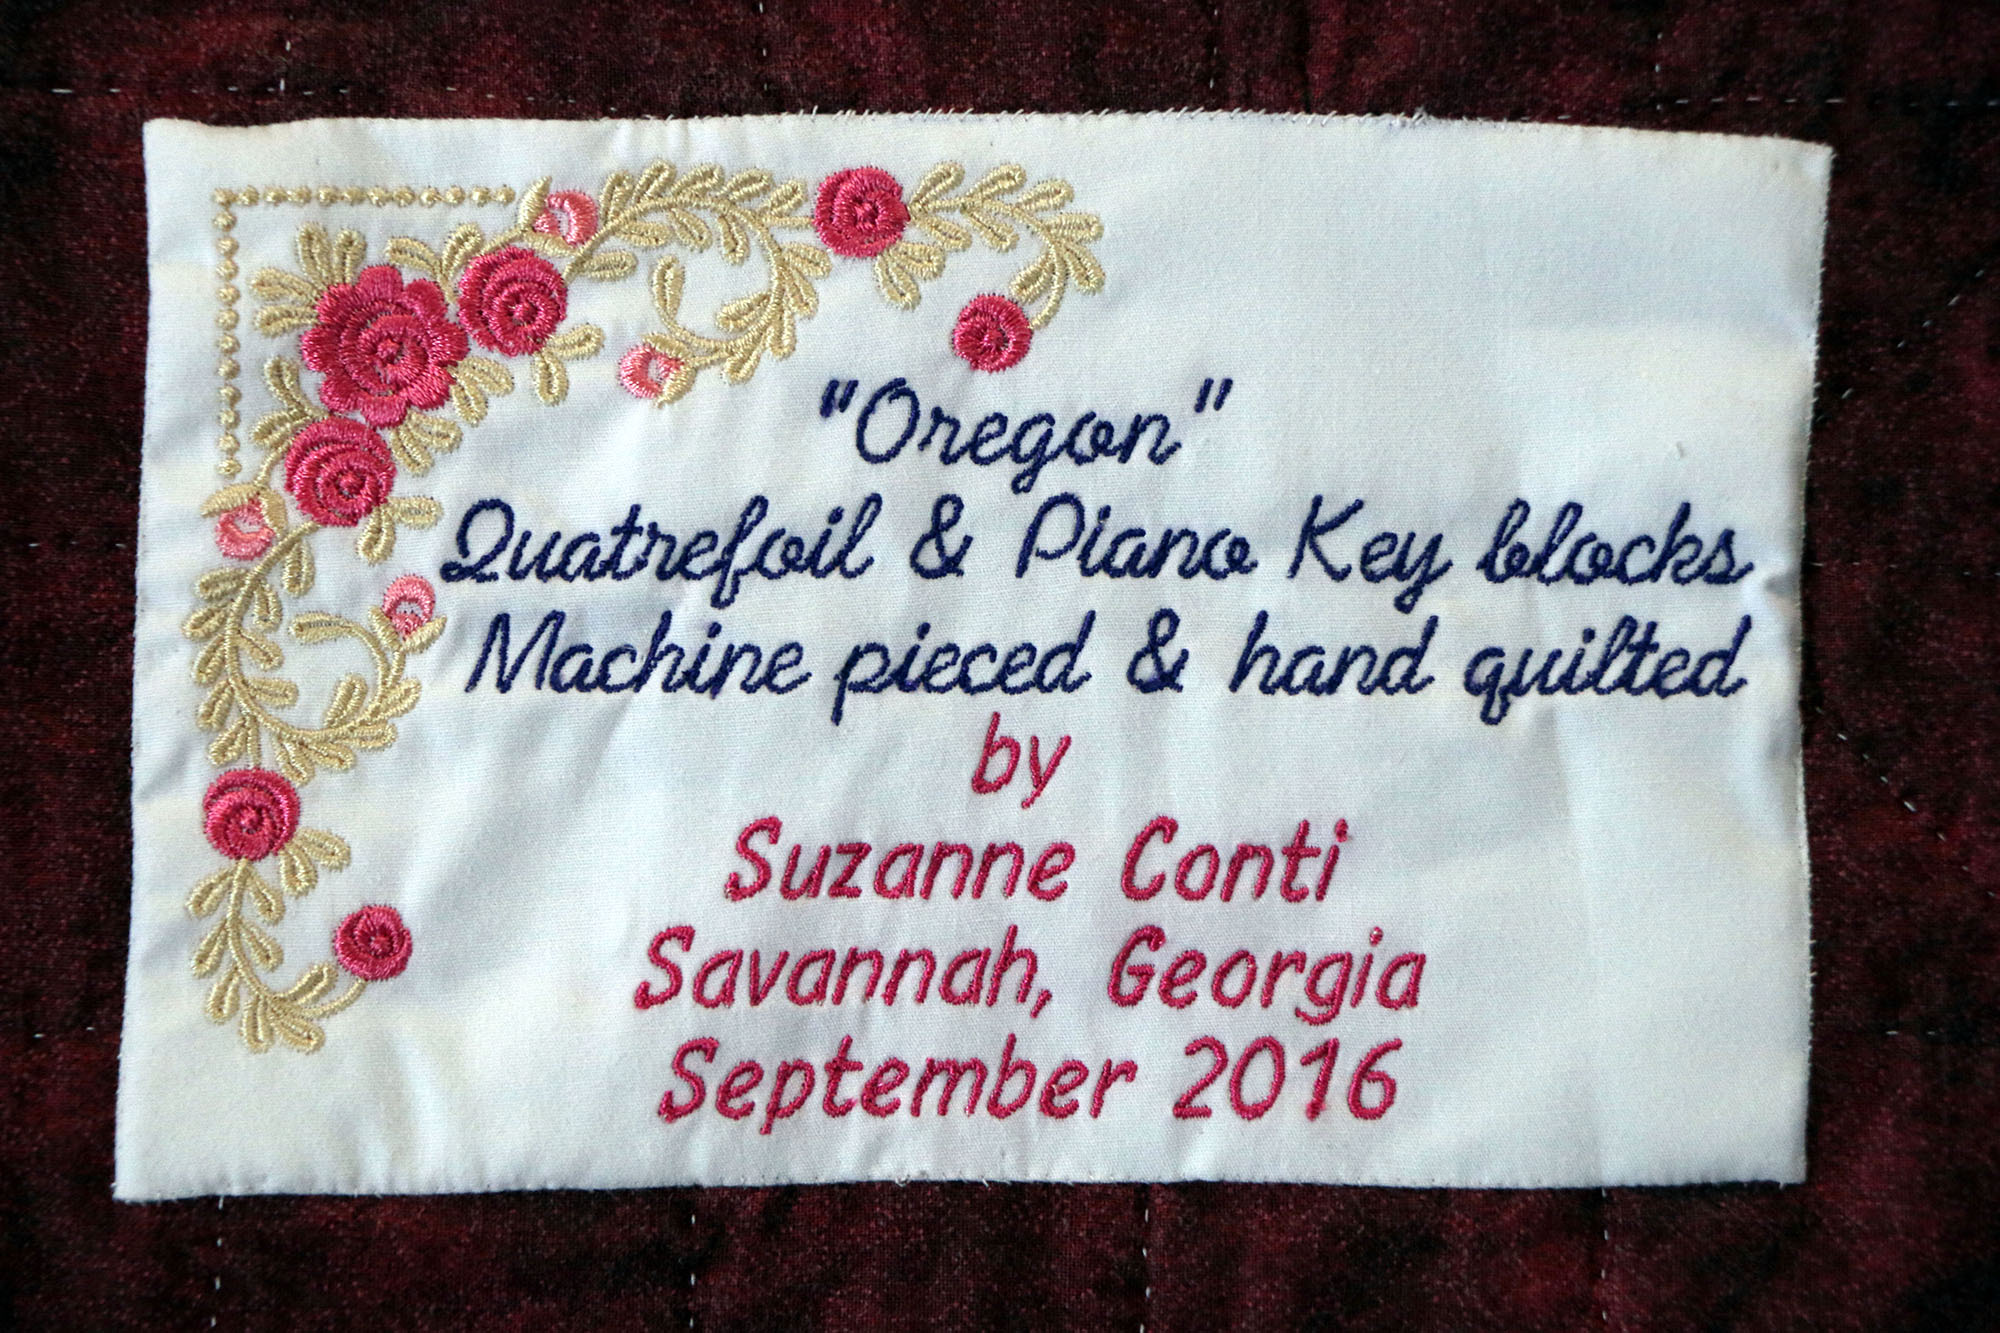 "Oregon"
Quatrefoil & Piano Key blocks
Machine pieced & hand quilted
by
Suzanne Conti
Savannah, Georgia
September 2016